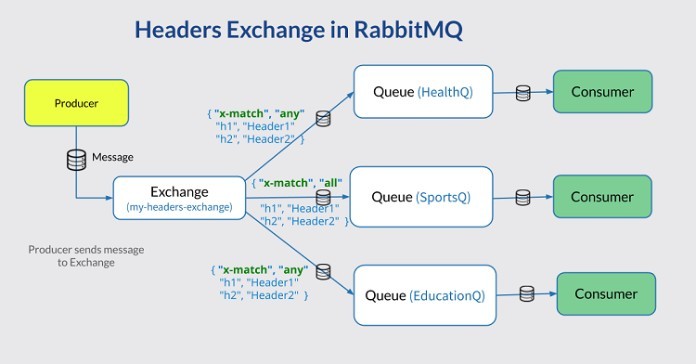 Headers Exchange in RabbitMQ
Producer
Message
Exchange
(my-headers-exchange)
Producer sends message
to Exchange
{ "x-match", "any"
"h1", "Header1"
"h2", "Header2" }
Queue (HealthQ)
Consumer
{ "x-match", "all"
"h1", "Header1"
"h2", "Header2" }
Queue (SportsQ)
Consumer
{ "x-match", "any"
"h1", "Header1"
"h2", "Header2" }
Queue (EducationQ)
Consumer